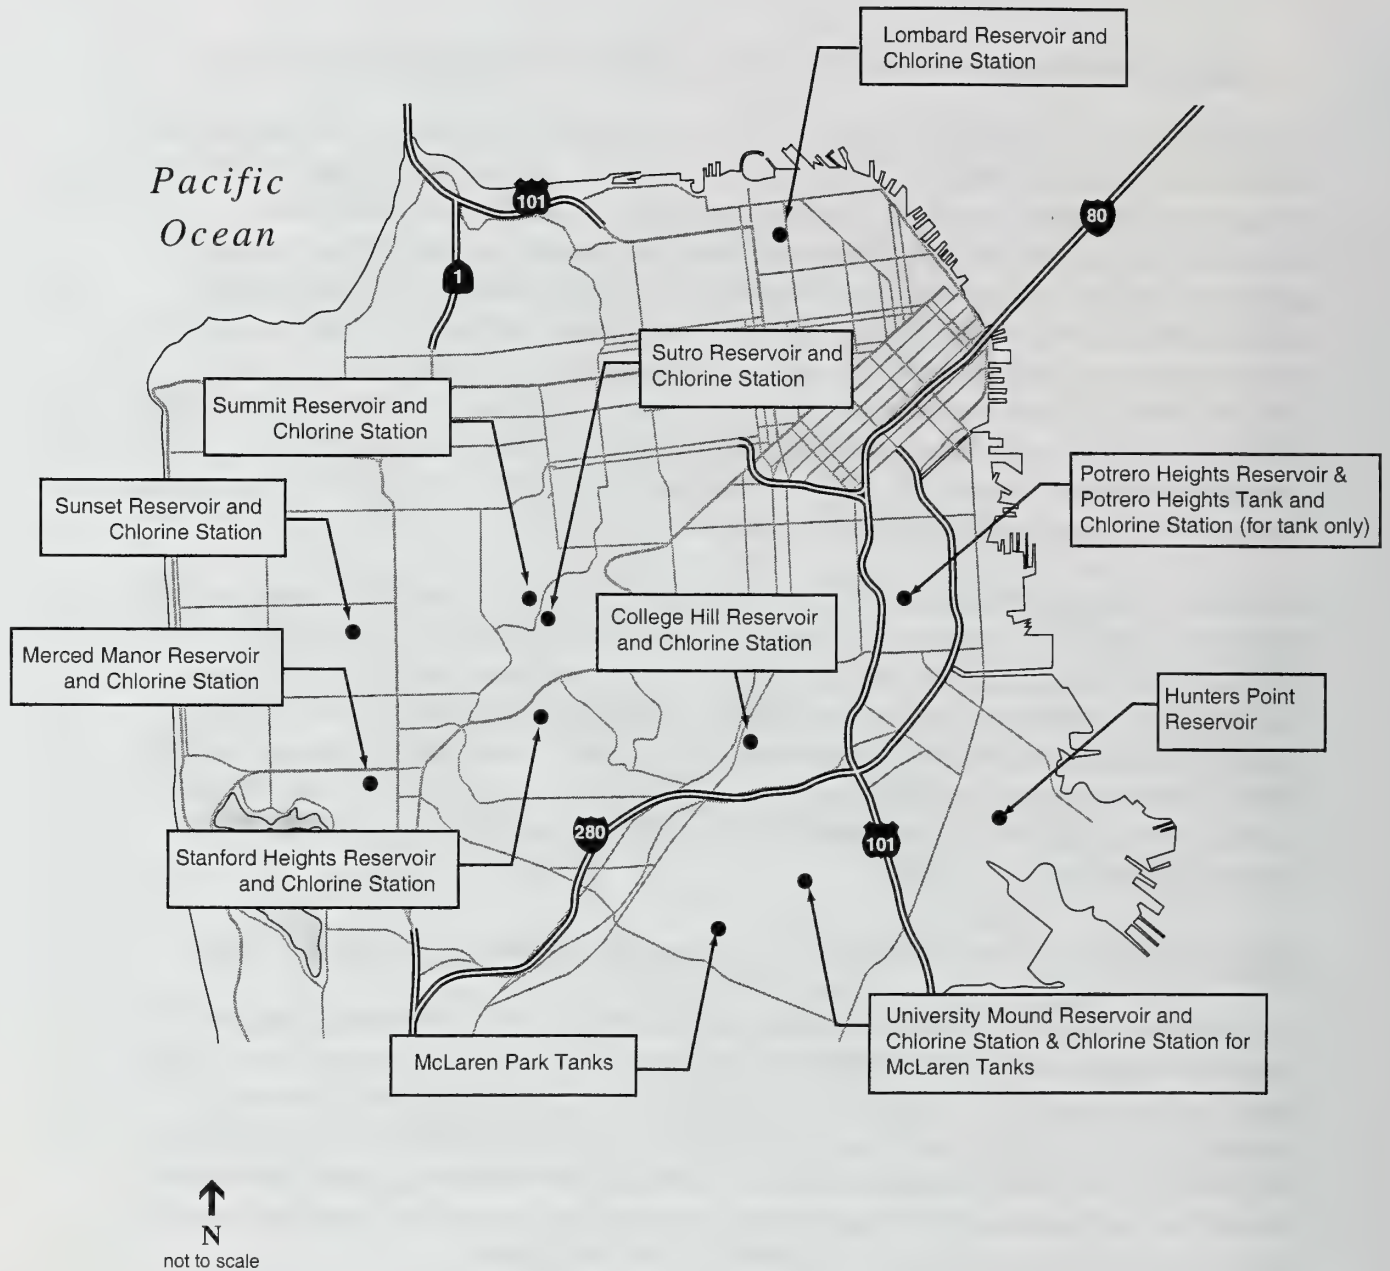 Lombard Reservoir and
Chlorine Station
Pacific
Ocean
101
80
1
Sutro Reservoir and
Chlorine Station
Summit Reservoir and
Chlorine Station
Potrero Heights Reservoir &
Potrero Heights Tank and
Chlorine Station (for tank only)
Sunset Reservoir and
Chlorine Station
College Hill Reservoir
and Chlorine Station
Merced Manor Reservoir
and Chlorine Station
Hunters Point
Reservoir
280
101
Stanford Heights Reservoir
and Chlorine Station
University Mound Reservoir and
Chlorine Station & Chlorine Station for
McLaren Tanks
McLaren Park Tanks
N
not to scale